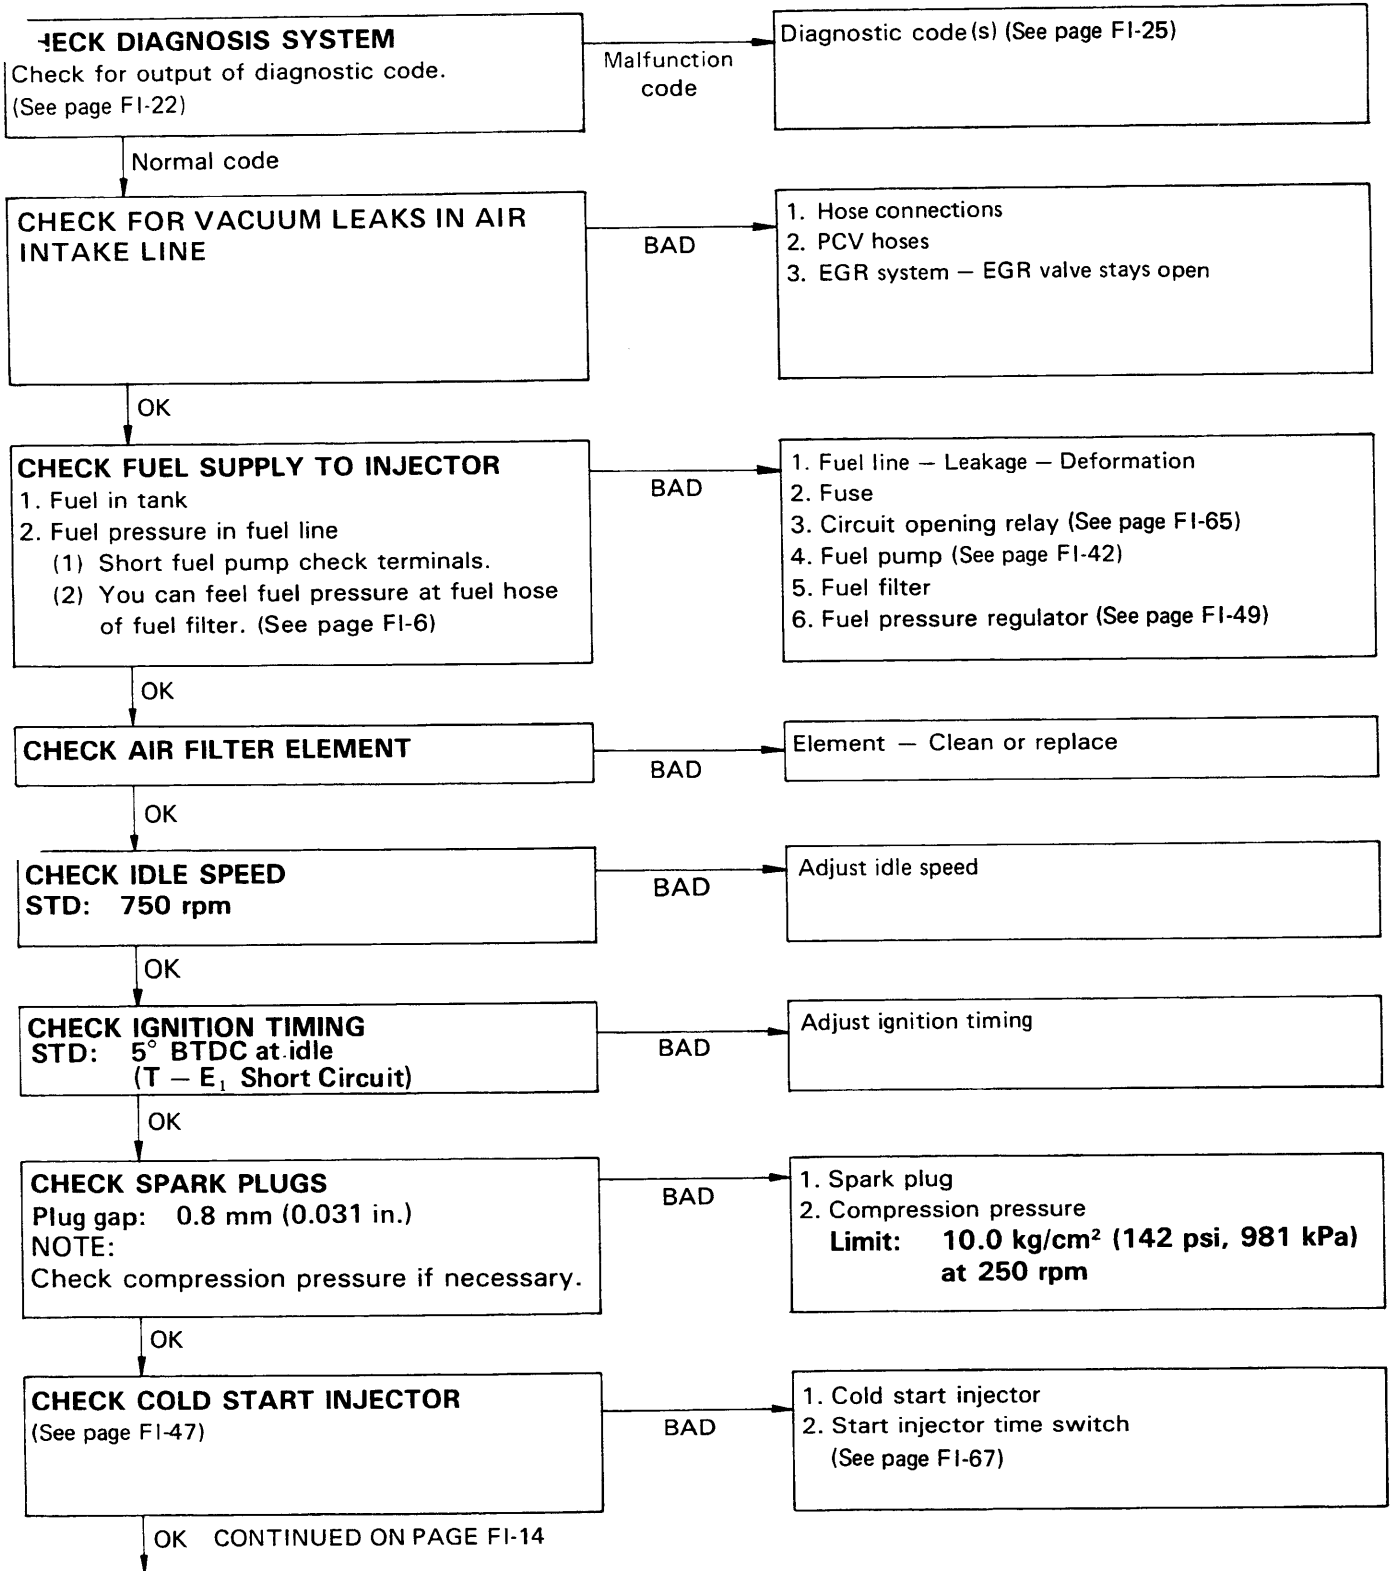 HECK DIAGNOSIS SYSTEM
Check for output of diagnostic code.
(See page FI-22)
Malfunction
code
Diagnostic code(s) (See page FI-25)
Normal code
CHECK FOR VACUUM LEAKS IN AIR
INTAKE LINE
BAD
1. Hose connections
2. PCV hoses
3. EGR system — EGR valve stays open
OK
CHECK FUEL SUPPLY TO INJECTOR
1. Fuel in tank
2. Fuel pressure in fuel line
(1) Short fuel pump check terminals.
(2) You can feel fuel pressure at fuel hose
of fuel filter. (See page FI-6)
BAD
1. Fuel line — Leakage — Deformation
2. Fuse
3. Circuit opening relay (See page FI-65)
4. Fuel pump (See page FI-42)
5. Fuel filter
6. Fuel pressure regulator (See page FI-49)
OK
CHECK AIR FILTER ELEMENT
BAD
Element — Clean or replace
OK
CHECK IDLE SPEED
STD: 750 rpm
BAD
Adjust idle speed
OK
CHECK IGNITION TIMING
STD: 5° BTDC at idle
(T — E₁ Short Circuit)
BAD
Adjust ignition timing
OK
CHECK SPARK PLUGS
Plug gap: 0.8 mm (0.031 in.)
NOTE:
Check compression pressure if necessary.
BAD
1. Spark plug
2. Compression pressure
Limit: 10.0 kg/cm² (142 psi, 981 kPa)
at 250 rpm
OK
CHECK COLD START INJECTOR
(See page FI-47)
BAD
1. Cold start injector
2. Start injector time switch
(See page FI-67)
OK CONTINUED ON PAGE FI-14